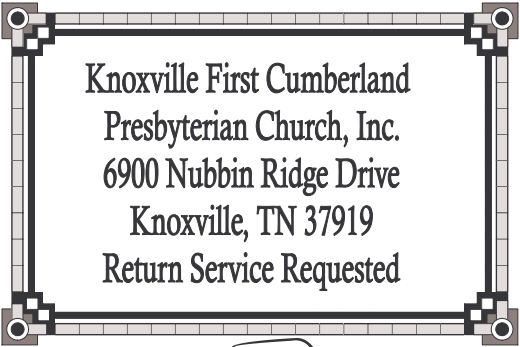 Knoxville First Cumberland
Presbyterian Church, Inc.
6900 Nubbin Ridge Drive
Knoxville, TN 37919
Return Service Requested